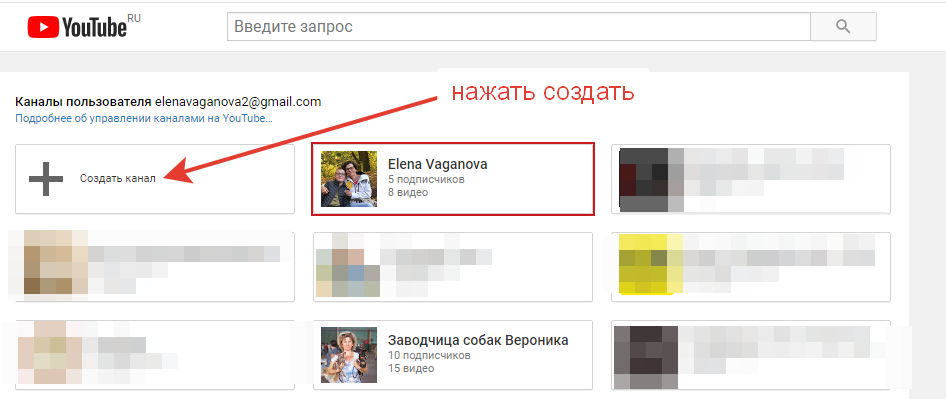 YouTube RU
Введите запрос
нажать создать
Каналы пользователя elenavaganova2@gmail.com
Подробнее об управлении каналами на YouTube...
Создать канал
Elena Vaganova
5 подписчиков
8 видео
Заводчица собак Вероника
10 подписчиков
15 видео